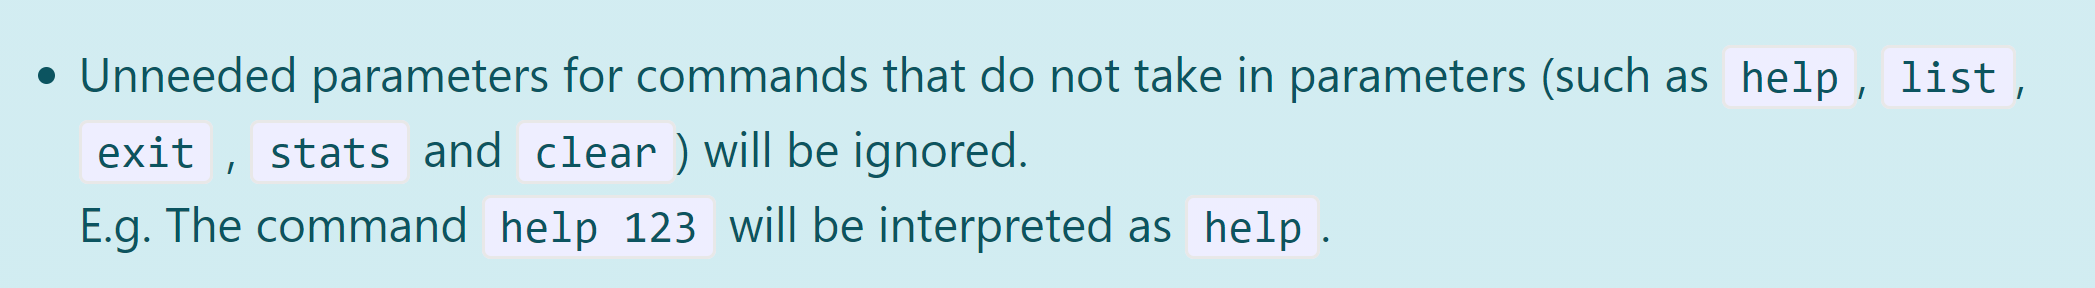 • Unneeded parameters for commands that do not take in parameters (such as help, list,
exit , stats and clear) will be ignored.
E.g. The command help 123 will be interpreted as help.